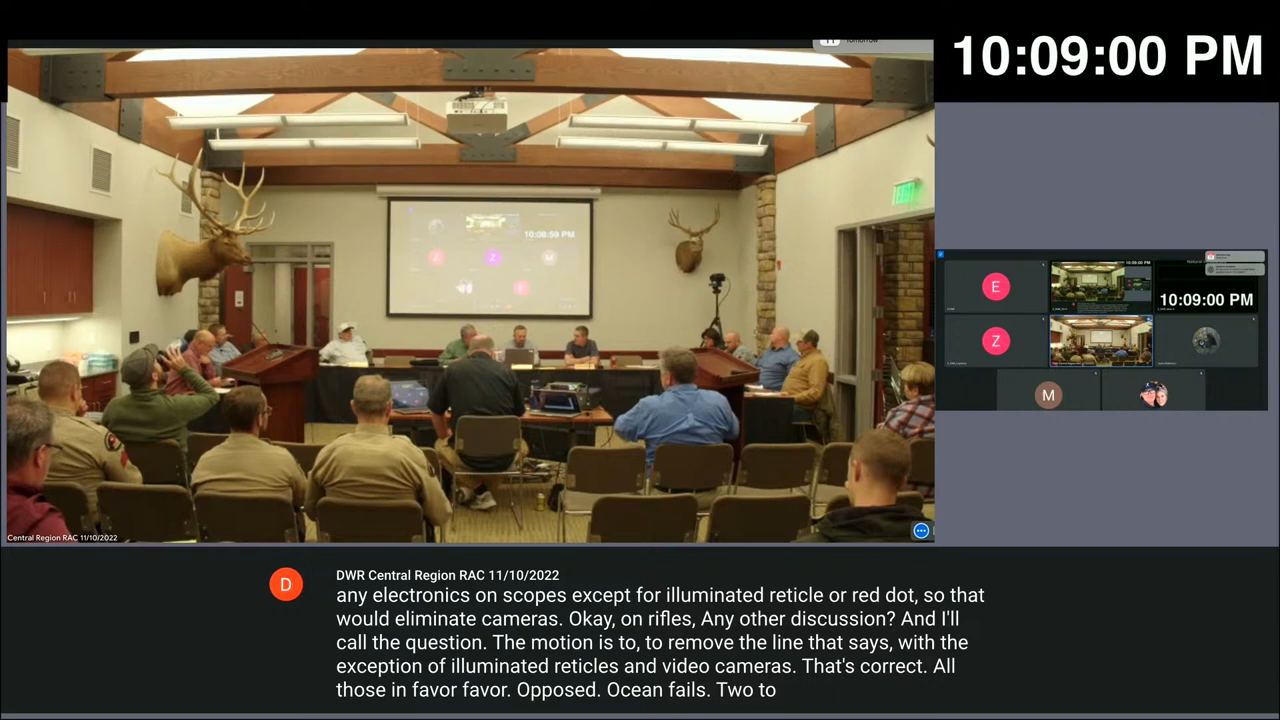 10:09:00 PM
10:08:59 PM
Z
M
EXIT
E
10:09:00 PM
Z
M
Central Region RAC 11/10/2022
D
DWR Central Region RAC 11/10/2022
any electronics on scopes except for illuminated reticle or red dot, so that
would eliminate cameras. Okay, on rifles, Any other discussion? And I'll
call the question. The motion is to, to remove the line that says, with the
exception of illuminated reticles and video cameras. That's correct. All
those in favor favor. Opposed. Ocean fails. Two to